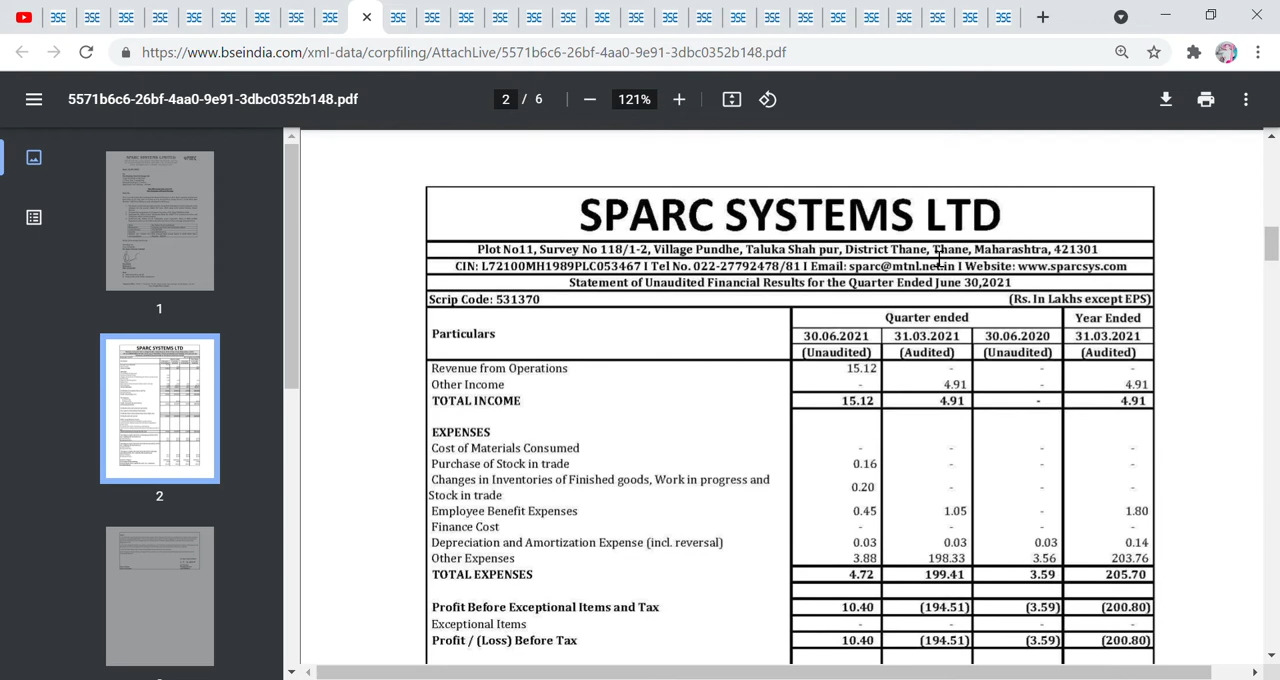 https://www.bseindia.com/xml-data/corpfiling/AttachLive/5571b6c6-26bf-4aa0-9e91-3dbc0352b148.pdf
5571b6c6-26bf-4aa0-9e91-3dbc0352b148.pdf 2 / 6 121%
1
2
SPARC SYSTEMS LTD
Plot No11, Survey No 118/1-2, Village Pundhe, Taluka Shah pur, District Thane, Thane, Maharashtra, 421301
CIN: L72100MH1989PLC053467 I Tel No. 022-27792478/81 I Email: sparc@mtnl.net.in I Website: www.sparcsys.com
Statement of Unaudited Financial Results for the Quarter Ended June 30,2021
Scrip Code: 531370 (Rs. In Lakhs except EPS)
Particulars Quarter ended Year Ended
30.06.2021 31.03.2021 30.06.2020 31.03.2021
(Unaudited) (Audited) (Unaudited) (Audited)
Revenue from Operations 15.12 - - -
Other Income - 4.91 - 4.91
TOTAL INCOME 15.12 4.91 - 4.91
EXPENSES
Cost of Materials Consumed - - - -
Purchase of Stock in trade 0.16 - - -
Changes in Inventories of Finished goods, Work in progress and
Stock in trade 0.20 - - -
Employee Benefit Expenses 0.45 1.05 - 1.80
Finance Cost - - - -
Depreciation and Amortization Expense (incl. reversal) 0.03 0.03 0.03 0.14
Other Expenses 3.88 198.33 3.56 203.76
TOTAL EXPENSES 4.72 199.41 3.59 205.70
Profit Before Exceptional Items and Tax 10.40 (194.51) (3.59) (200.80)
Exceptional Items - - - -
Profit / (Loss) Before Tax 10.40 (194.51) (3.59) (200.80)